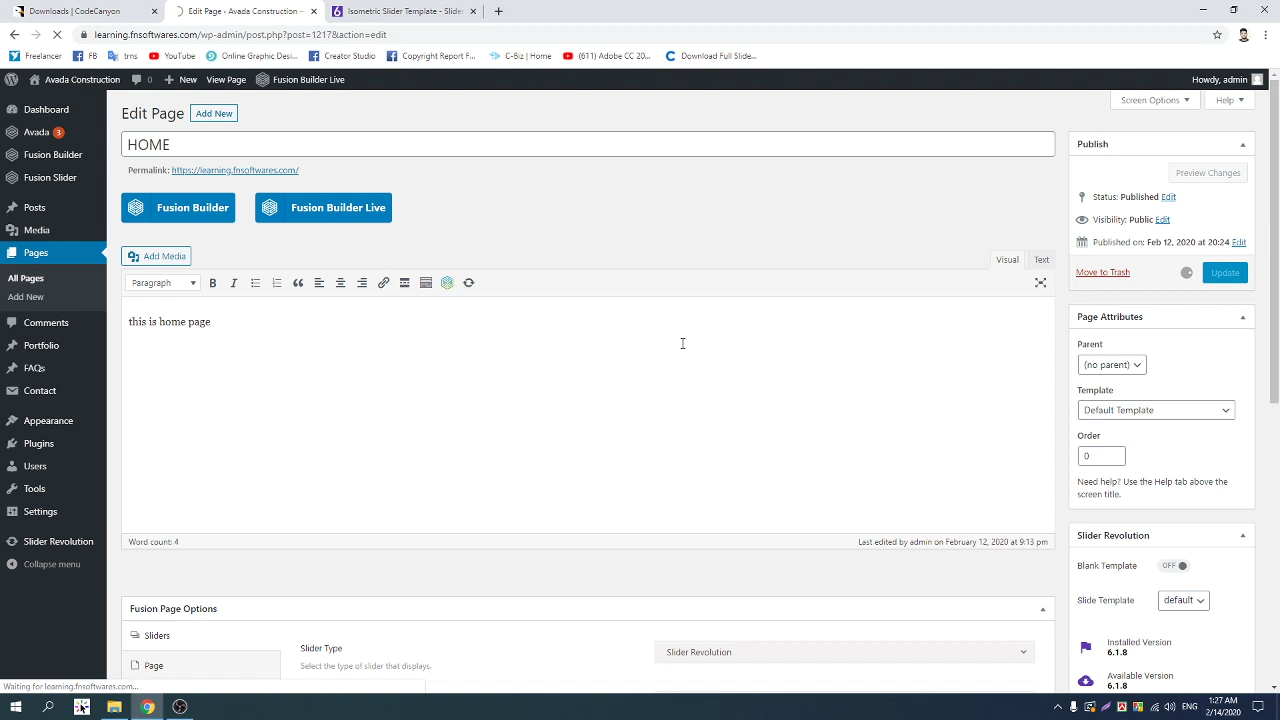 Downloads | CodeCanyon
Edit Page ‹ Avada Construction —
Isometric Slider Template - Slider
learning.fnsoftwares.com/wp-admin/post.php?post=1217&action=edit
Freelancer
FB
trns
YouTube
Online Graphic Desi...
Creator Studio
Copyright Report F...
C-Biz | Home
(611) Adobe CC 20...
Download Full Slide...
Avada Construction
0
New
View Page
Fusion Builder Live
Howdy, admin
Dashboard
Avada 3
Fusion Builder
Fusion Slider
Posts
Media
Pages
All Pages
Add New
Comments
Portfolio
FAQs
Contact
Appearance
Plugins
Users
Tools
Settings
Slider Revolution
Collapse menu
Edit Page
Add New
Screen Options
Help
HOME
Permalink: https://learning.fnsoftwares.com/
Fusion Builder
Fusion Builder Live
Add Media
Visual
Text
Paragraph
this is home page
Word count: 4
Last edited by admin on February 12, 2020 at 9:13 pm
Fusion Page Options
Sliders
Page
Slider Type
Select the type of slider that displays.
Slider Revolution
Publish
Preview Changes
Status: Published Edit
Visibility: Public Edit
Published on: Feb 12, 2020 at 20:24 Edit
Move to Trash
Update
Page Attributes
Parent
(no parent)
Template
Default Template
Order
0
Need help? Use the Help tab above the
screen title.
Slider Revolution
Blank Template
OFF
Slide Template
default
Installed Version
6.1.8
Available Version
6.1.8
Waiting for learning.fnsoftwares.com...
ENG
1:27 AM
2/14/2020